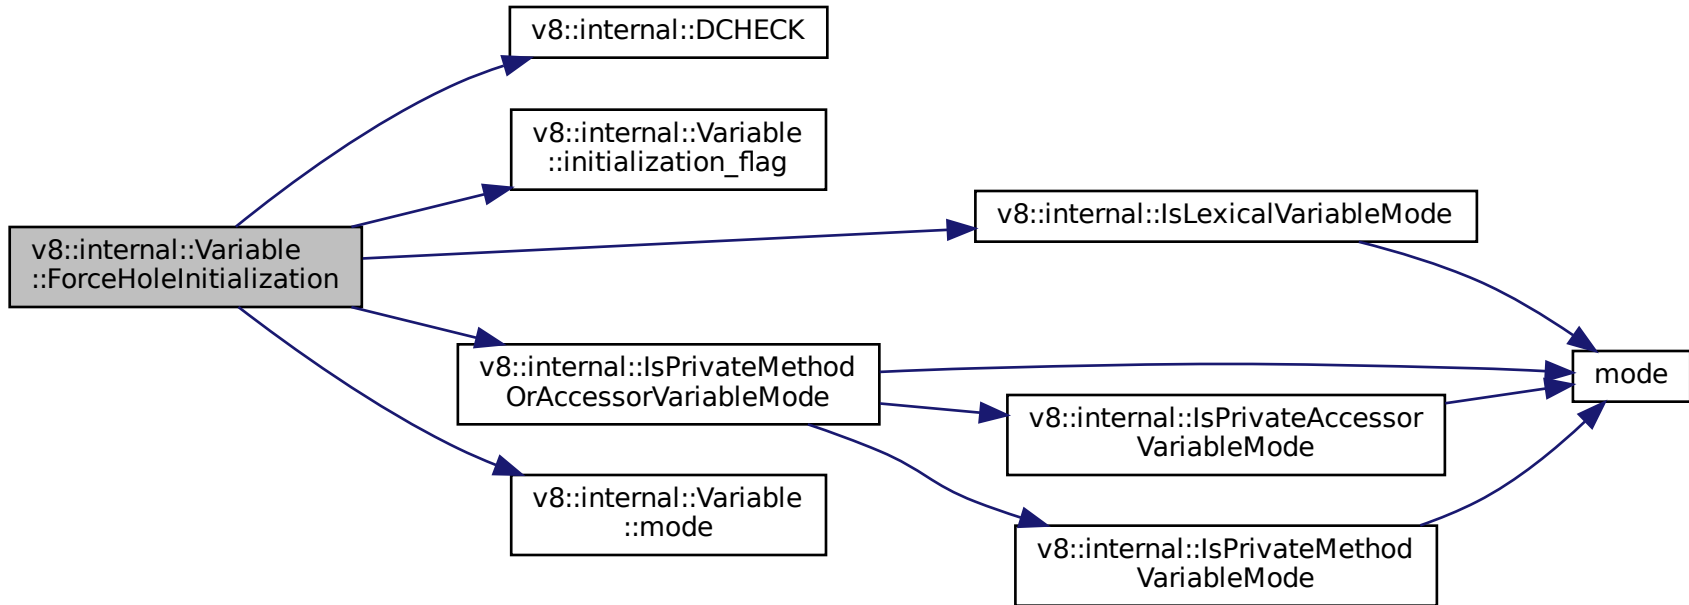 v8::internal::DCHECK
v8::internal::Variable
::initialization_flag
v8::internal::IsLexicalVariableMode
v8::internal::Variable
::ForceHoleInitialization
v8::internal::IsPrivateMethod
OrAccessorVariableMode
mode
v8::internal::IsPrivateAccessor
VariableMode
v8::internal::Variable
::mode
v8::internal::IsPrivateMethod
VariableMode